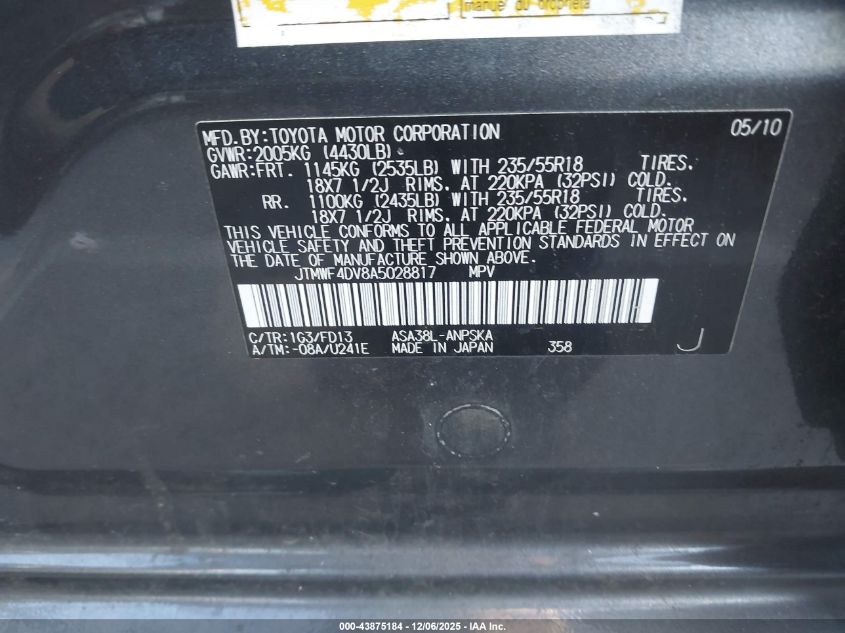 manuel du propriéta
05/10
MFD.BY:TOYOTA MOTOR CORPORATION
GVWR:2005KG (4430LB)
GAWR:FRT. 1145KG (2535LB) WITH 235/55R18 TIRES.
18X7 1/2J RIMS. AT 220KPA (32PSI) COLD.
RR. 1100KG (2435LB) WITH 235/55R18 TIRES.
18X7 1/2J RIMS. AT 220KPA (32PSI) COLD.
THIS VEHICLE CONFORMS TO ALL APPLICABLE FEDERAL MOTOR
VEHICLE SAFETY AND THEFT PREVENTION STANDARDS IN EFFECT ON
THE DATE OF MANUFACTURE SHOWN ABOVE.
JTMWF4DV8A5028817 MPV
C/TR:1G3/FD13 ASA38L-ANPSKA
A/TM:-08A/U241E MADE IN JAPAN 358 J
000-43875184 - 12/06/2025 - IAA Inc.